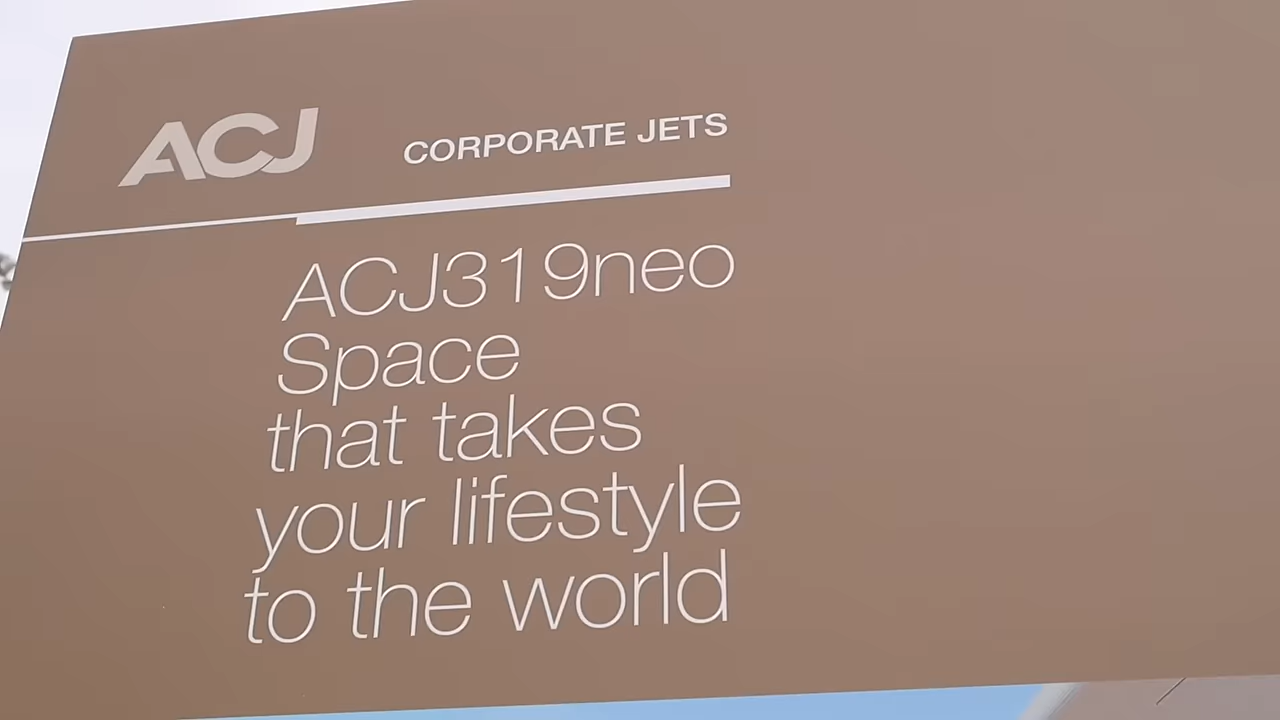 ACJ CORPORATE JETS
ACJ319neo
Space
that takes
your lifestyle
to the world